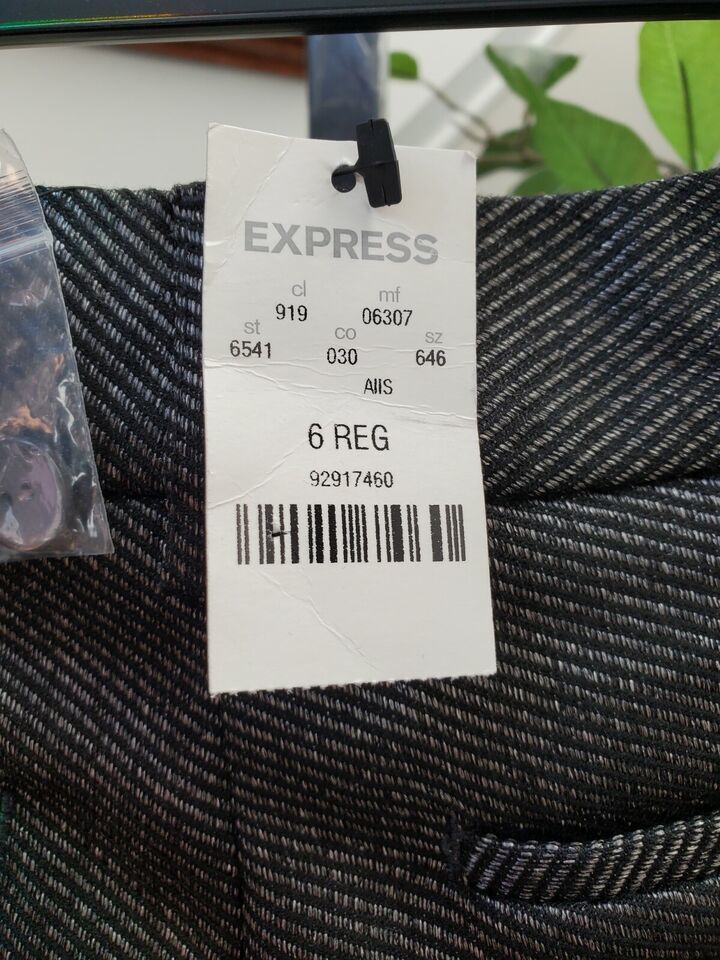 EXPRESS
cl mf
919 06307
st co sz
6541 030 646
AIIS
6 REG
92917460